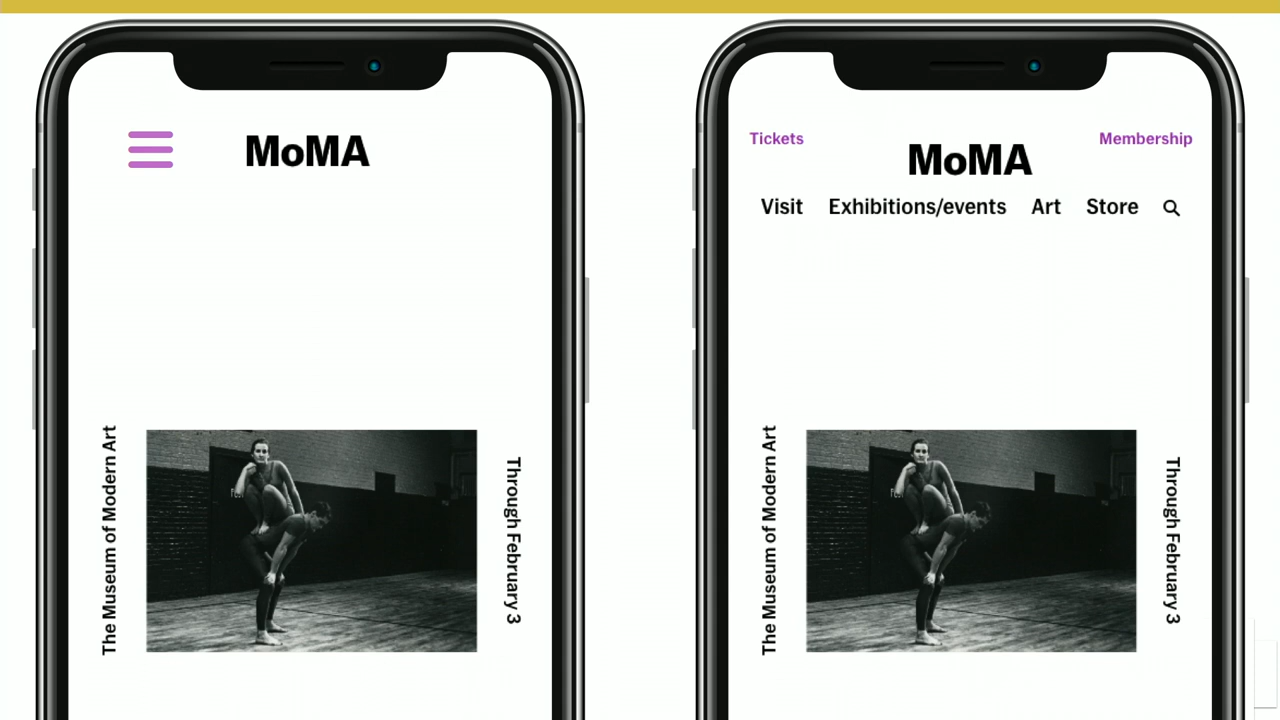 MoMA
The Museum of Modern Art
Through February 3
Tickets
Membership
MoMA
Visit Exhibitions/events Art Store
The Museum of Modern Art
Through February 3